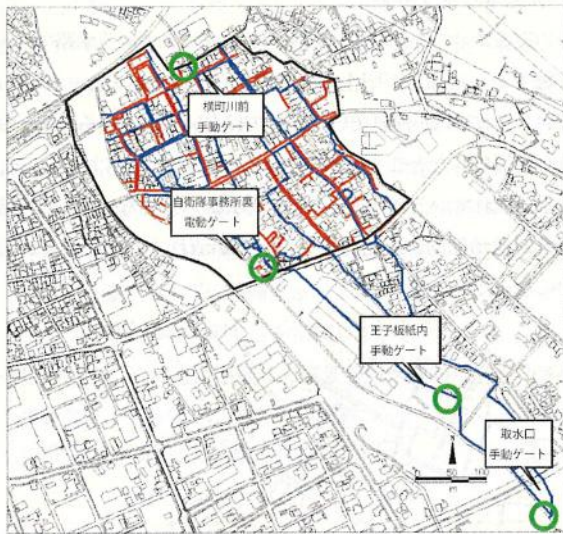 横町川前
手動ゲート
自衛隊事務所裏
電動ゲート
王子板紙内
手動ゲート
取水口
手動ゲート
N
0 50 100
m